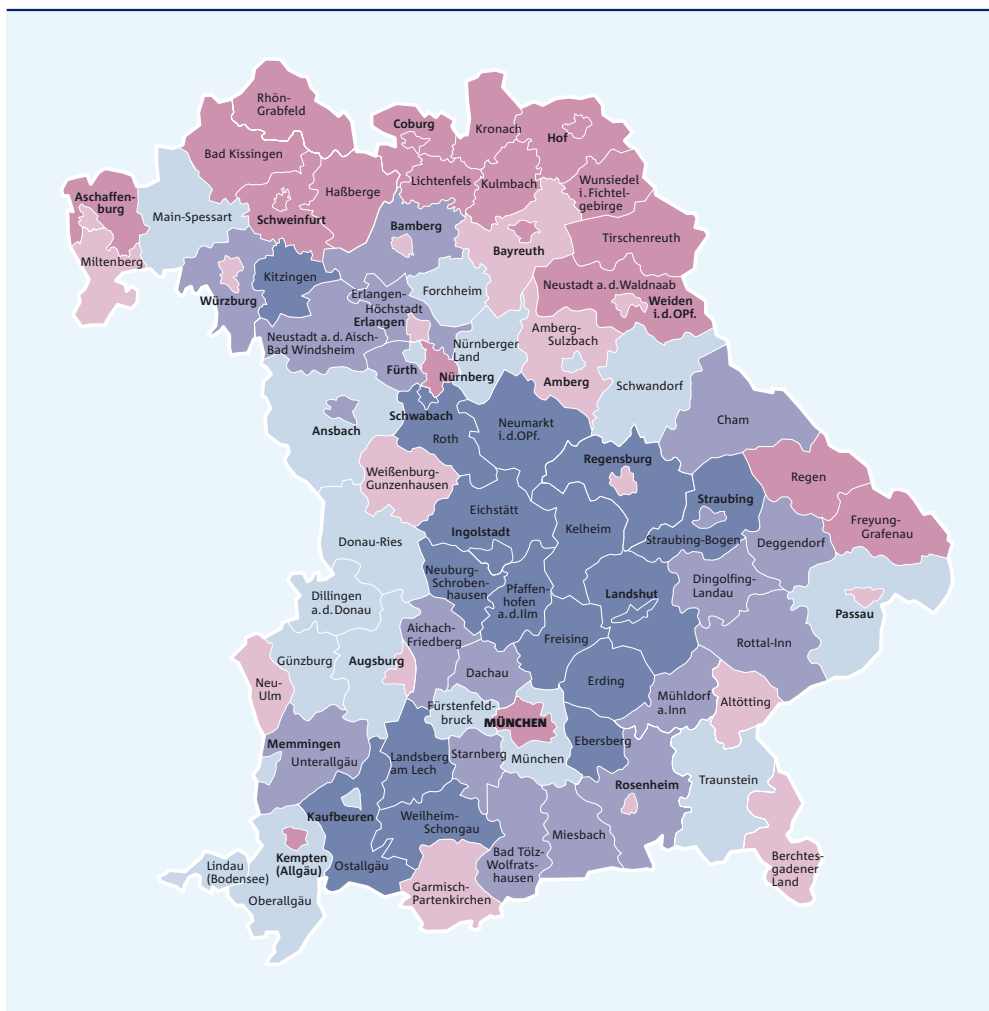 Rhön-
Grabfeld
Coburg
Kronach
Hof
Bad Kissingen
Lichtenfels
Kulmbach
Wunsiedel
i. Fichtel-
gebirge
Haßberge
Aschaffen-
burg
Main-Spessart
Schweinfurt
Bamberg
Tirschenreuth
Bayreuth
Miltenberg
Kitzingen
Würzburg
Forchheim
Neustadt a.d.Waldnaab
Weiden
i.d.OPf.
Erlangen-
Höchstadt
Erlangen
Neustadt a.d. Aisch-
Bad Windsheim
Nürnberger
Land
Amberg-
Sulzbach
Fürth
Nürnberg
Amberg
Schwandorf
Ansbach
Schwabach
Roth
Neumarkt
i.d.OPf.
Cham
Weißenburg-
Gunzenhausen
Regensburg
Regen
Straubing
Eichstätt
Ingolstadt
Kelheim
Freyung-
Grafenau
Donau-Ries
Straubing-Bogen
Deggendorf
Neuburg-
Schroben-
hausen
Pfaffen-
hofen
a.d.Ilm
Dingolfing-
Landau
Dillingen
a.d.Donau
Landshut
Passau
Aichach-
Friedberg
Freising
Rottal-Inn
Günzburg
Augsburg
Dachau
Erding
Neu-
Ulm
Mühldorf
a.Inn
Altötting
Fürstenfeld-
bruck
MÜNCHEN
Memmingen
Unterallgäu
Landsberg
am Lech
Starnberg
München
Ebersberg
Traunstein
Rosenheim
Kaufbeuren
Weilheim-
Schongau
Miesbach
Kempten
(Allgäu)
Ostallgäu
Bad Tölz-
Wolfrats-
hausen
Berchtes-
gadener
Land
Lindau
(Bodensee)
Oberallgäu
Garmisch-
Partenkirchen